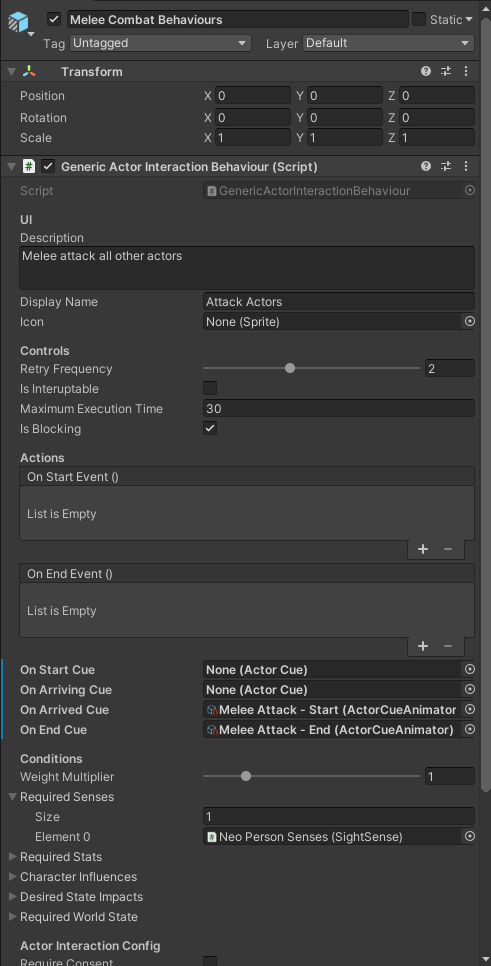 Melee Combat Behaviours Static
Tag Untagged Layer Default
Transform
Position X 0 Y 0 Z 0
Rotation X 0 Y 0 Z 0
Scale X 1 Y 1 Z 1
Generic Actor Interaction Behaviour (Script)
Script GenericActorInteractionBehaviour
UI
Description
Melee attack all other actors
Display Name Attack Actors
Icon None (Sprite)
Controls
Retry Frequency 2
Is Interuptable
Maximum Execution Time 30
Is Blocking
Actions
On Start Event ()
List is Empty
+ −
On End Event ()
List is Empty
+ −
On Start Cue None (Actor Cue)
On Arriving Cue None (Actor Cue)
On Arrived Cue Melee Attack - Start (ActorCueAnimator
On End Cue Melee Attack - End (ActorCueAnimator)
Conditions
Weight Multiplier 1
Required Senses
Size 1
Element 0 Neo Person Senses (SightSense)
Required Stats
Character Influences
Desired State Impacts
Required World State
Actor Interaction Config
Require Consent